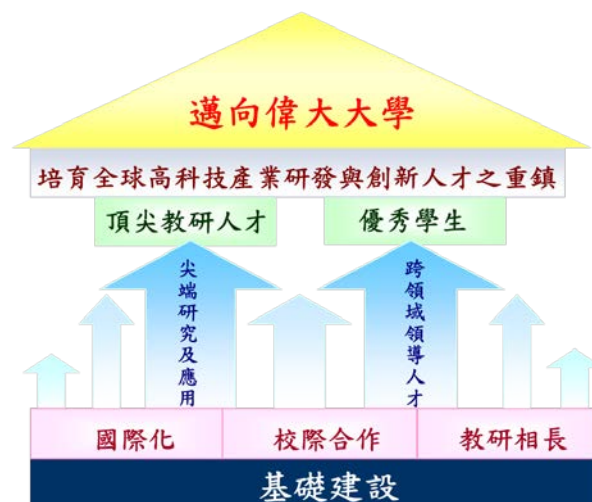 邁向偉大大學
培育全球高科技產業研發與創新人才之重鎮
頂尖教研人才
優秀學生
尖端研究及應用
跨領域領導人才
國際化
校際合作
教研相長
基礎建設